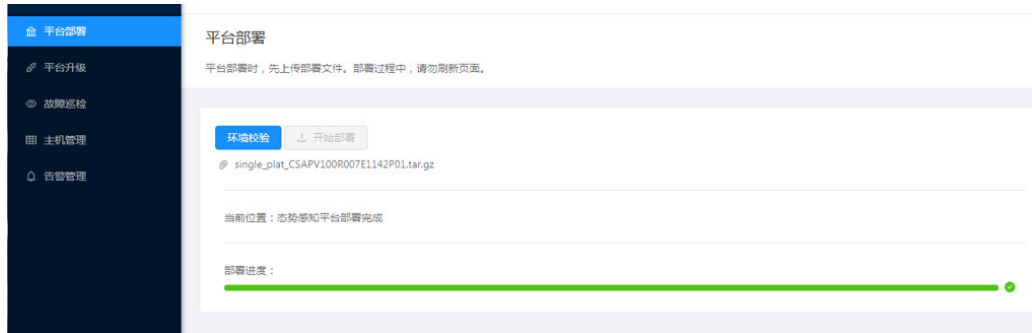 平台部署
平台升级
故障巡检
主机管理
告警管理
平台部署
平台部署时，先上传部署文件。部署过程中，请勿刷新页面。
环境校验 开始部署
single_plat_CSAPV100R007E1142P01.tar.gz
当前位置：态势感知平台部署完成
部署进度：